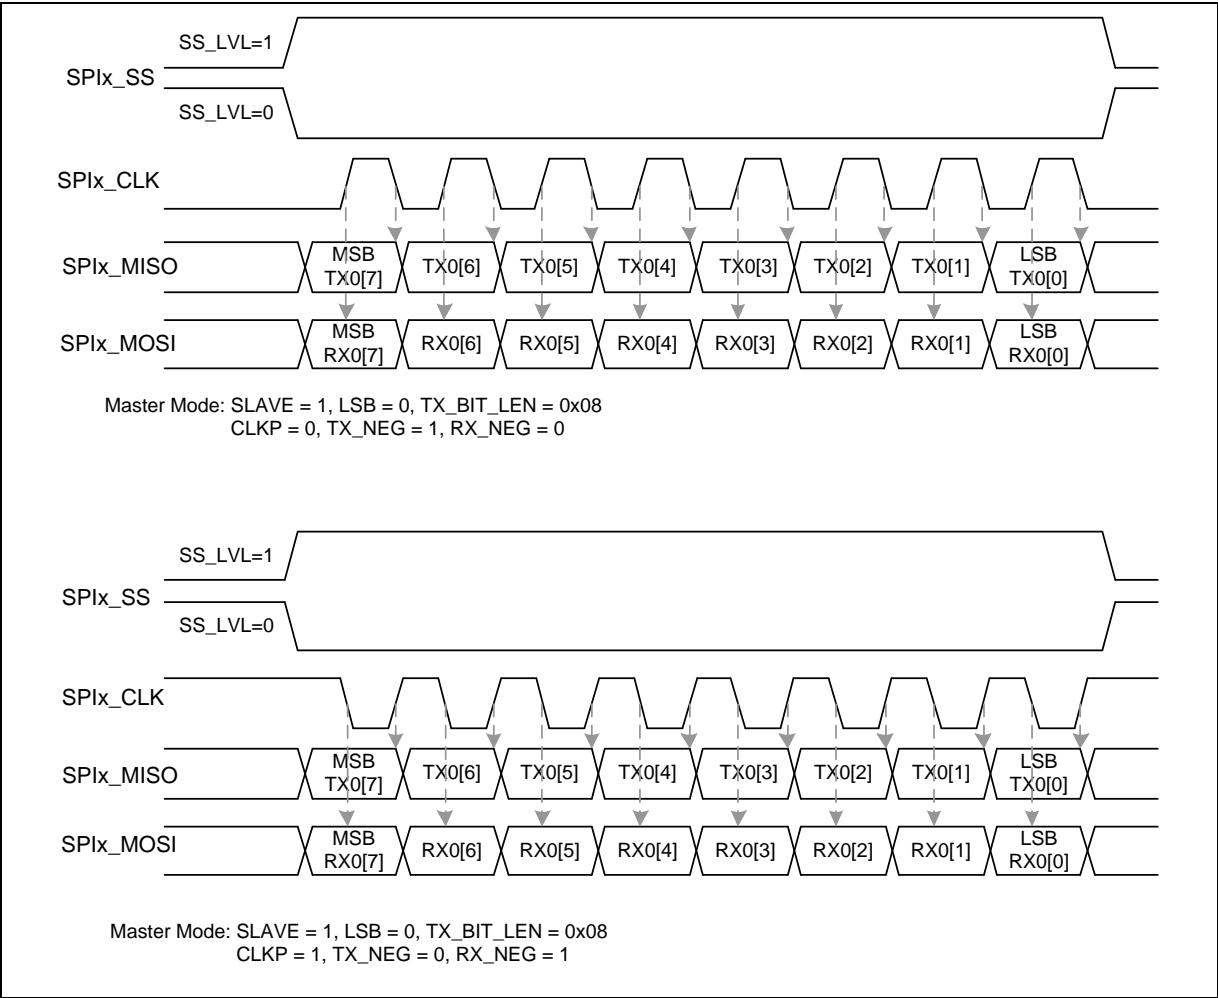 SS_LVL=1
SPIx_SS
SS_LVL=0
SPIx_CLK
SPIx_MISO
MSB
TX0[7]
TX0[6]
TX0[5]
TX0[4]
TX0[3]
TX0[2]
TX0[1]
LSB
TX0[0]
SPIx_MOSI
MSB
RX0[7]
RX0[6]
RX0[5]
RX0[4]
RX0[3]
RX0[2]
RX0[1]
LSB
RX0[0]
Master Mode: SLAVE = 1, LSB = 0, TX_BIT_LEN = 0x08
CLKP = 0, TX_NEG = 1, RX_NEG = 0
SS_LVL=1
SPIx_SS
SS_LVL=0
SPIx_CLK
SPIx_MISO
MSB
TX0[7]
TX0[6]
TX0[5]
TX0[4]
TX0[3]
TX0[2]
TX0[1]
LSB
TX0[0]
SPIx_MOSI
MSB
RX0[7]
RX0[6]
RX0[5]
RX0[4]
RX0[3]
RX0[2]
RX0[1]
LSB
RX0[0]
Master Mode: SLAVE = 1, LSB = 0, TX_BIT_LEN = 0x08
CLKP = 1, TX_NEG = 0, RX_NEG = 1